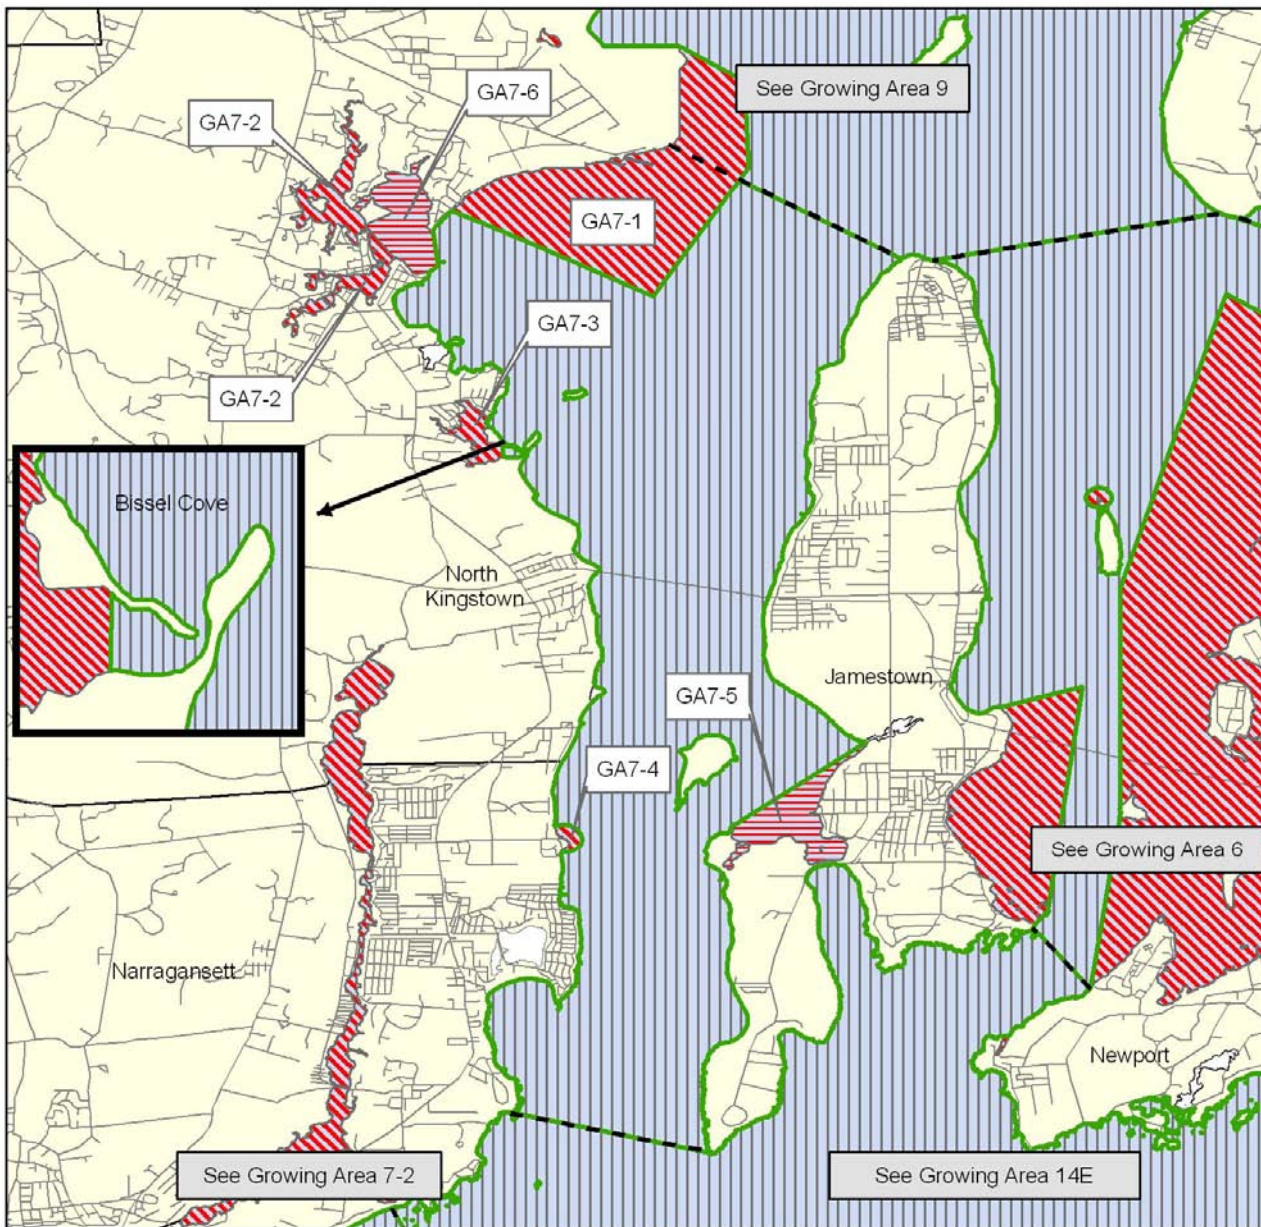 See Growing Area 9
GA7-6
GA7-2
GA7-1
GA7-3
GA7-2
Bissel Cove
North
Kingstown
Jamestown
GA7-5
GA7-4
See Growing Area 6
Narragansett
Newport
See Growing Area 7-2
See Growing Area 14E